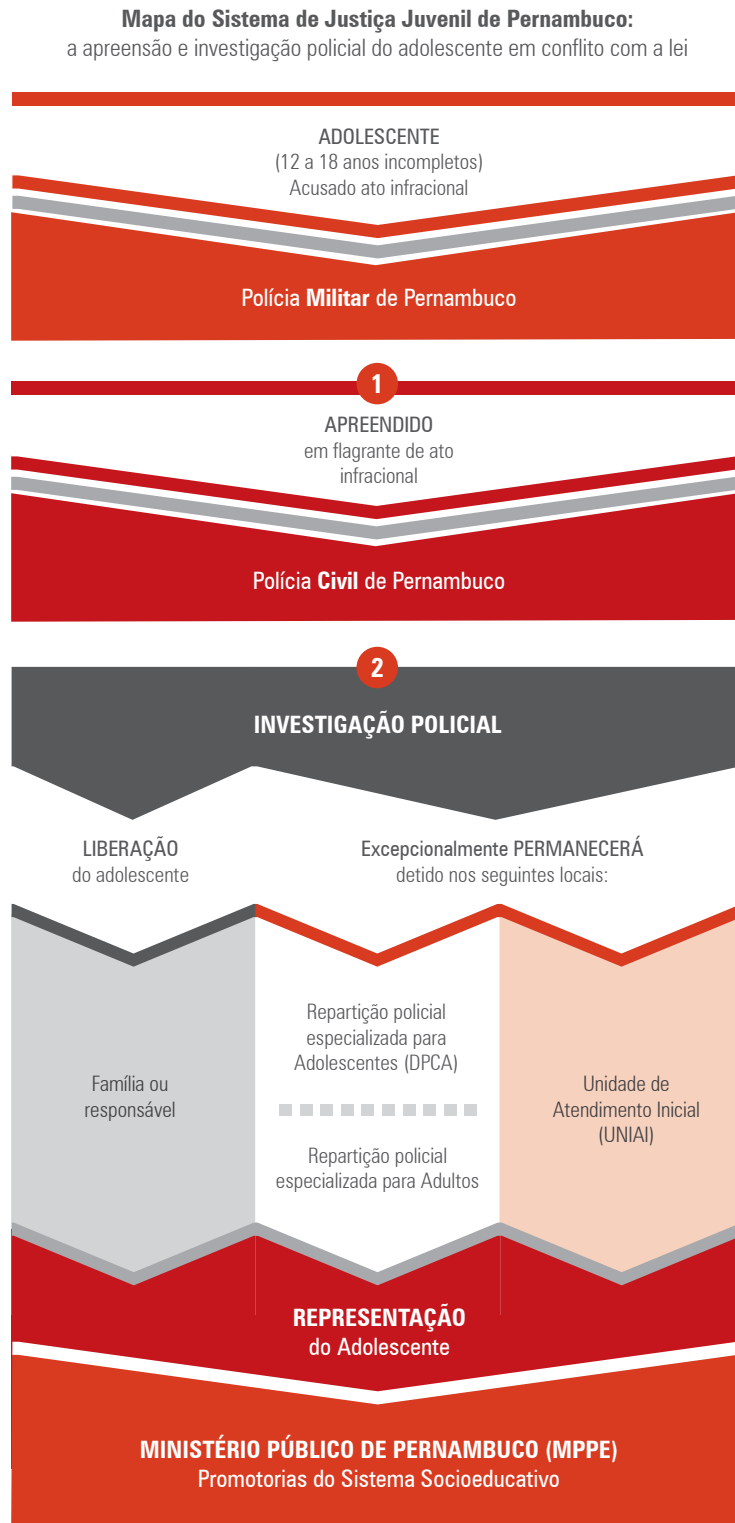 Mapa do Sistema de Justiça Juvenil de Pernambuco:
a apreensão e investigação policial do adolescente em conflito com a lei
ADOLESCENTE
(12 a 18 anos incompletos)
Acusado ato infracional
Polícia Militar de Pernambuco
1
APREENDIDO
em flagrante de ato
infracional
Polícia Civil de Pernambuco
2
INVESTIGAÇÃO POLICIAL
LIBERAÇÃO
do adolescente
Excepcionalmente PERMANECERÁ
detido nos seguintes locais:
Família ou
responsável
Repartição policial
especializada para
Adolescentes (DPCA)
Repartição policial
especializada para Adultos
Unidade de
Atendimento Inicial
(UNIAI)
REPRESENTAÇÃO
do Adolescente
MINISTÉRIO PÚBLICO DE PERNAMBUCO (MPPE)
Promotorias do Sistema Socioeducativo